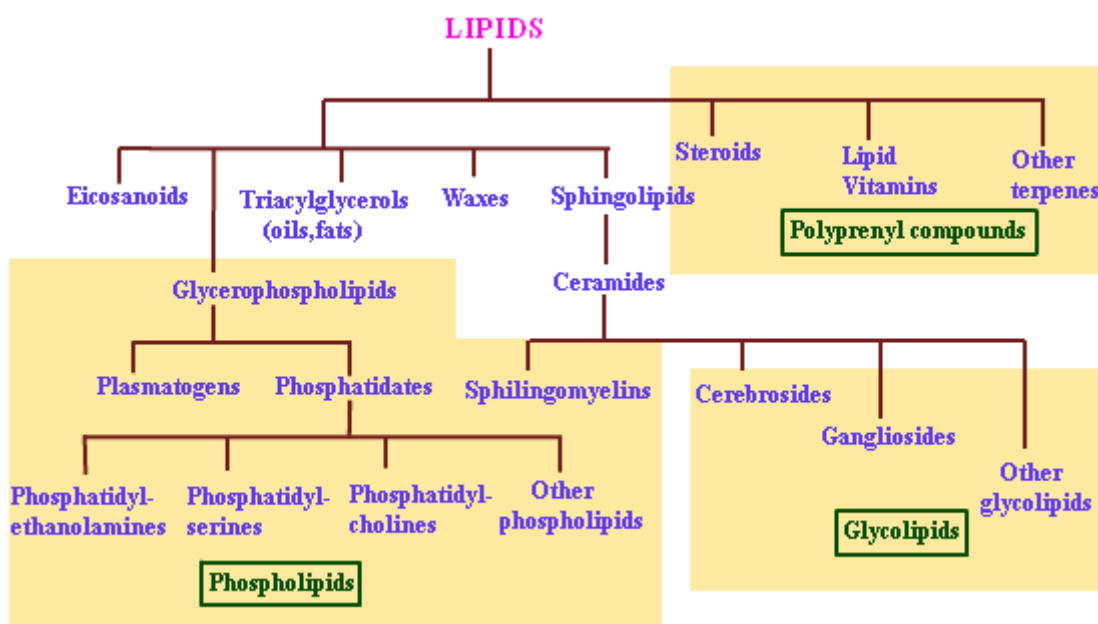 LIPIDS
Steroids
Lipid
Vitamins
Other
terpenes
Polyprenyl compounds
Eicosanoids
Triacylglycerols
(oils,fats)
Waxes
Sphingolipids
Glycerophospholipids
Ceramides
Plasmatogens
Phosphatidates
Sphilingomyelins
Cerebrosides
Gangliosides
Other
glycolipids
Glycolipids
Phosphatidyl-
ethanolamines
Phosphatidyl-
serines
Phosphatidyl-
cholines
Other
phospholipids
Phospholipids